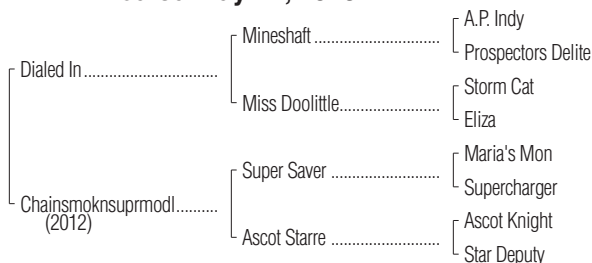 A.P. Indy
Mineshaft
Prospectors Delite
Dialed In
Storm Cat
Miss Doolittle
Eliza
Maria's Mon
Super Saver
Supercharger
Chainsmoknsuprmodl
(2012)
Ascot Knight
Ascot Starre
Star Deputy